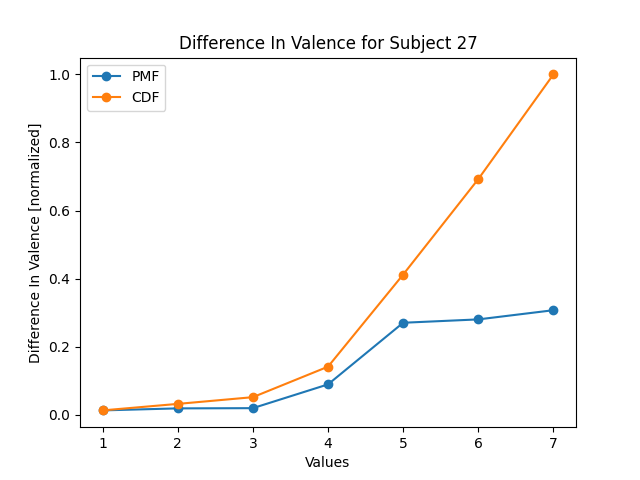 Difference In Valence for Subject 27
PMF
CDF
Difference In Valence [normalized]
1.0
0.8
0.6
0.4
0.2
0.0
1 2 3 4 5 6 7
Values